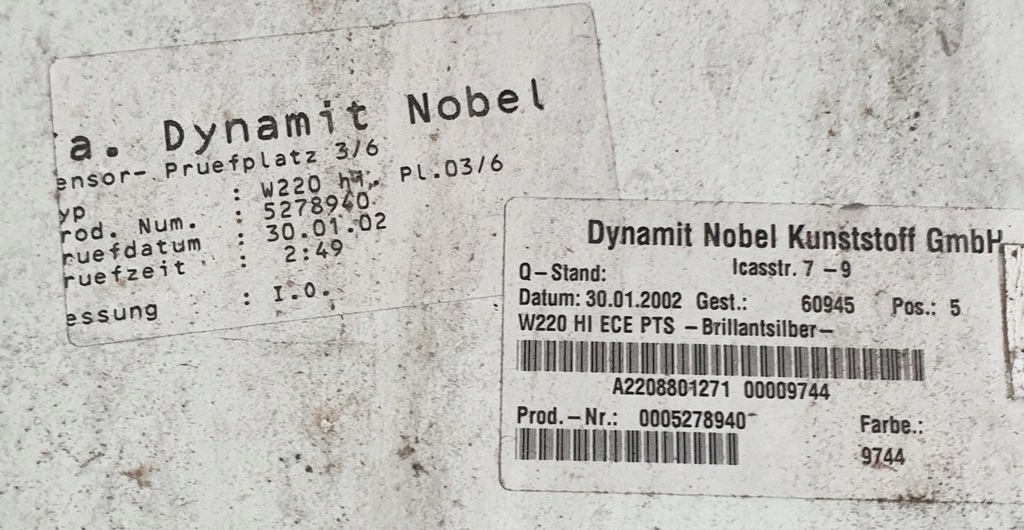 a. Dynamit Nobel
ensor- Pruefplatz 3/6
yp : W220 Pl.03/6
rod. Num. : 5278940
ruefdatum : 30.01.02
ruefzeit : 2:49
essung : I.O.
Dynamit Nobel Kunststoff GmbH
Q-Stand: Icasstr. 7 - 9
Datum: 30.01.2002 Gest.: 60945 Pos.: 5
W220 HI ECE PTS -Brillantsilber-
A2208801271 00009744
Prod.-Nr.: 0005278940 Farbe.:
9744